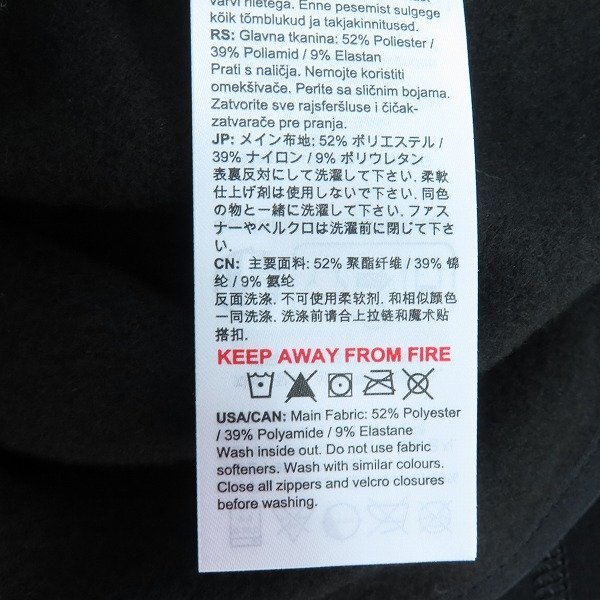 värvi riietega. Enne pesemist sulgege
kõik tõmblukud ja takjakinnitused.
RS: Glavna tkanina: 52% Poliester /
39% Poliamid / 9% Elastan
Prati s naličja. Nemojte koristiti
omekšivače. Perite sa sličnim bojama.
Zatvorite sve rajsferšluse i čičak-
zatvarače pre pranja.
JP: メイン布地: 52% ポリエステル /
39% ナイロン / 9% ポリウレタン
表裏反対にして洗濯して下さい. 柔軟
仕上げ剤は使用しないで下さい. 同色
の物と一緒に洗濯して下さい. ファス
ナーやベルクロは洗濯前に閉じて下さ
い.
CN: 主要面料: 52% 聚酯纤维 / 39% 锦
纶 / 9% 氨纶
反面洗涤. 不可使用柔软剂. 和相似颜色
一同洗涤. 洗涤前请合上拉链和魔术贴
搭扣.
KEEP AWAY FROM FIRE
USA/CAN: Main Fabric: 52% Polyester
/ 39% Polyamide / 9% Elastane
Wash inside out. Do not use fabric
softeners. Wash with similar colours.
Close all zippers and velcro closures
before washing.